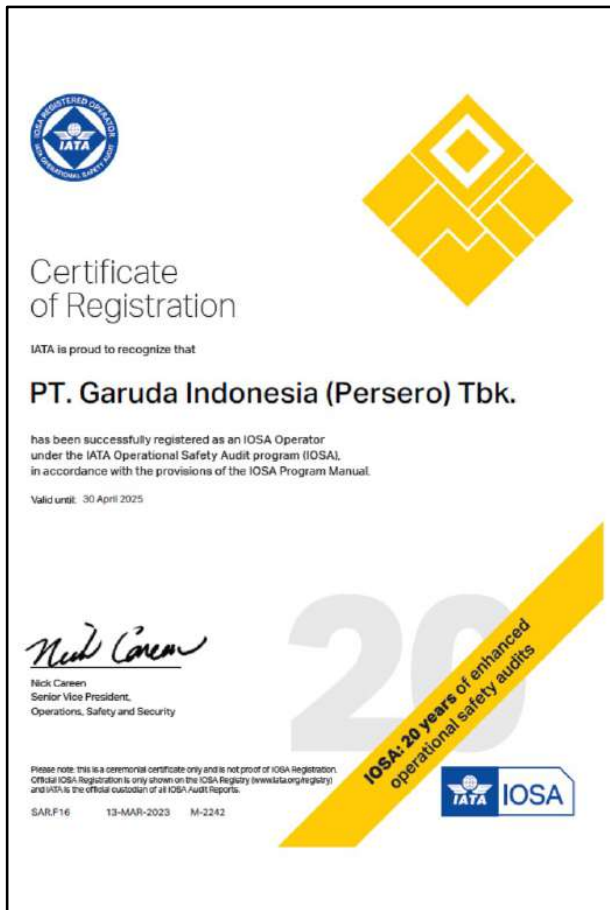 IOSA REGISTERED OPERATOR
IATA
IATA OPERATIONAL SAFETY AUDIT
Certificate
of Registration
IATA is proud to recognize that
PT. Garuda Indonesia (Persero) Tbk.
has been successfully registered as an IOSA Operator
under the IATA Operational Safety Audit program (IOSA),
in accordance with the provisions of the IOSA Program Manual.
Valid until: 30 April 2025
20
IOSA: 20 years of enhanced
operational safety audits
Nick Careen
Nick Careen
Senior Vice President,
Operations, Safety and Security
Please note: this is a ceremonial certificate only and is not proof of IOSA Registration.
Official IOSA Registration is only shown on the IOSA Registry (www.iata.org/registry)
and IATA is the official custodian of all IOSA Audit Reports.
SAR.F16 13-MAR-2023 M-2242
IATA IOSA